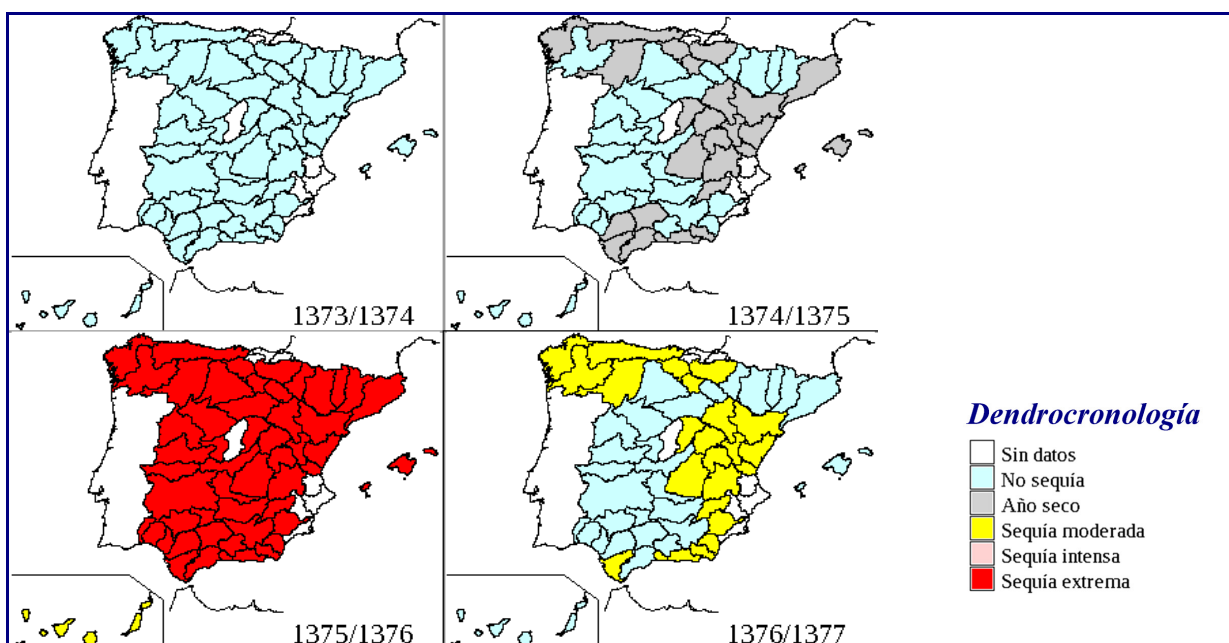 1373/1374
1374/1375
1375/1376
1376/1377
Dendrocronología
Sin datos
No sequía
Año seco
Sequía moderada
Sequía intensa
Sequía extrema